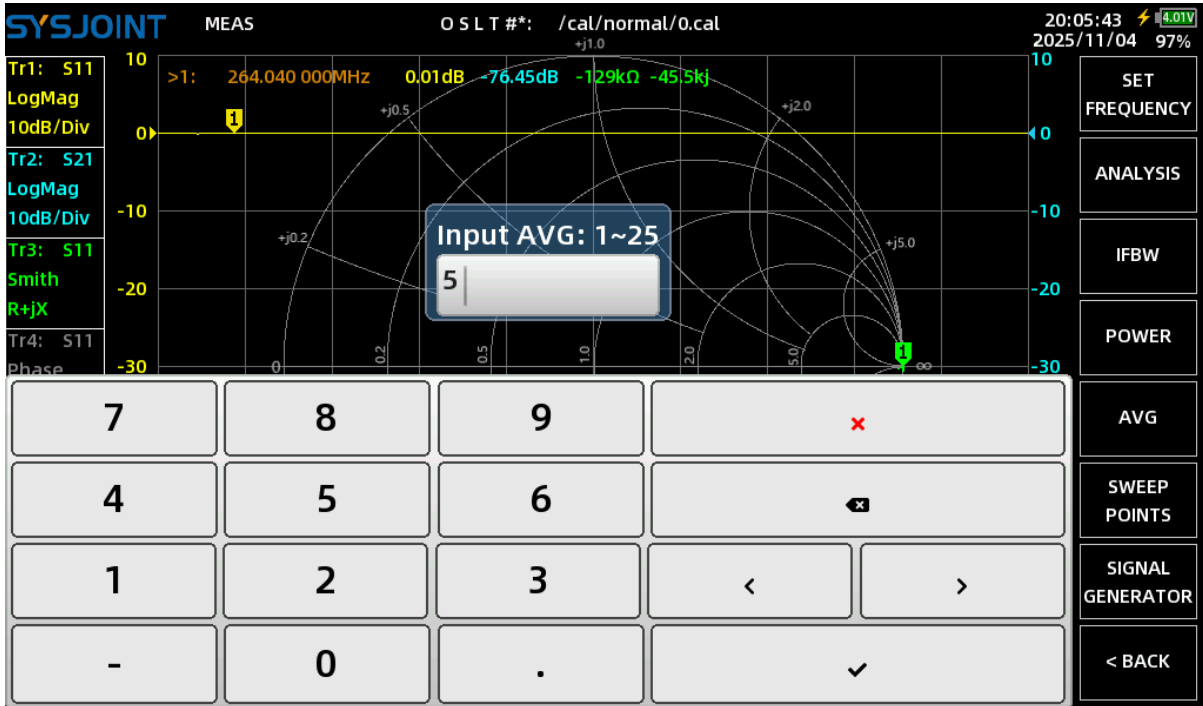 SYSJOINT MEAS O S L T #*: /cal/normal/0.cal 20:05:43 4.01V
2025/11/04 97%
Tr1: S11
LogMag
10dB/Div
Tr2: S21
LogMag
10dB/Div
Tr3: S11
Smith
R+jX
Tr4: S11
Phase
>1: 264.040 000MHz 0.01dB -76.45dB -129kΩ -45.5kj
10
0
-10
-20
-30
+j1.0
+j0.5
+j2.0
+j0.2
+j5.0
0
0.2
0.5
1.0
2.0
5.0
∞
1
1
10
0
-10
-20
-30
Input AVG: 1~25
5
SET
FREQUENCY
ANALYSIS
IFBW
POWER
AVG
SWEEP
POINTS
SIGNAL
GENERATOR
< BACK
7 8 9 ×
4 5 6
1 2 3 < >
- 0 . ✓